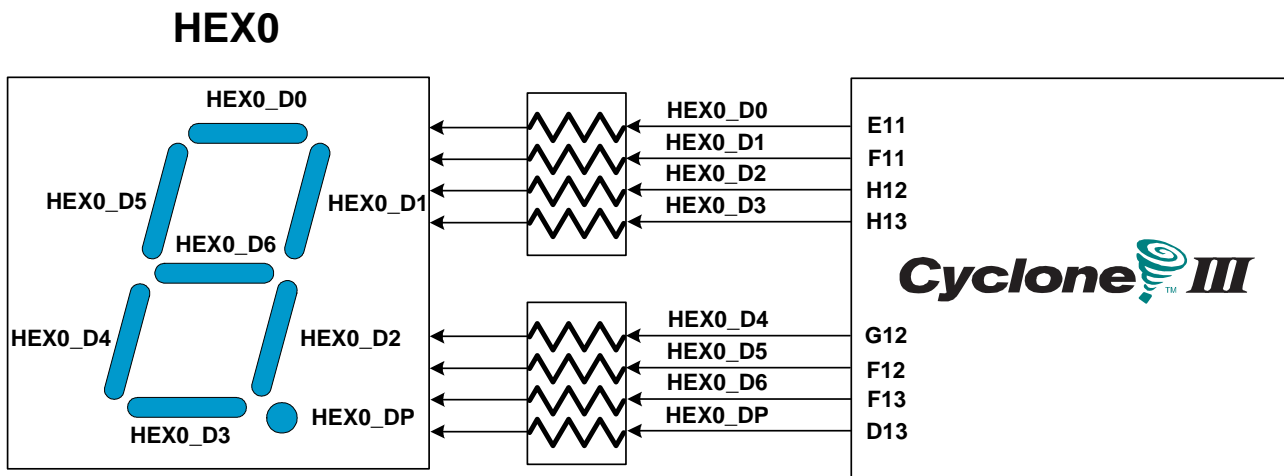 HEX0
HEX0_D0
HEX0_D5
HEX0_D1
HEX0_D6
HEX0_D4
HEX0_D2
HEX0_D3
HEX0_DP
HEX0_D0
HEX0_D1
HEX0_D2
HEX0_D3
HEX0_D4
HEX0_D5
HEX0_D6
HEX0_DP
E11
F11
H12
H13
Cyclone TM III
G12
F12
F13
D13